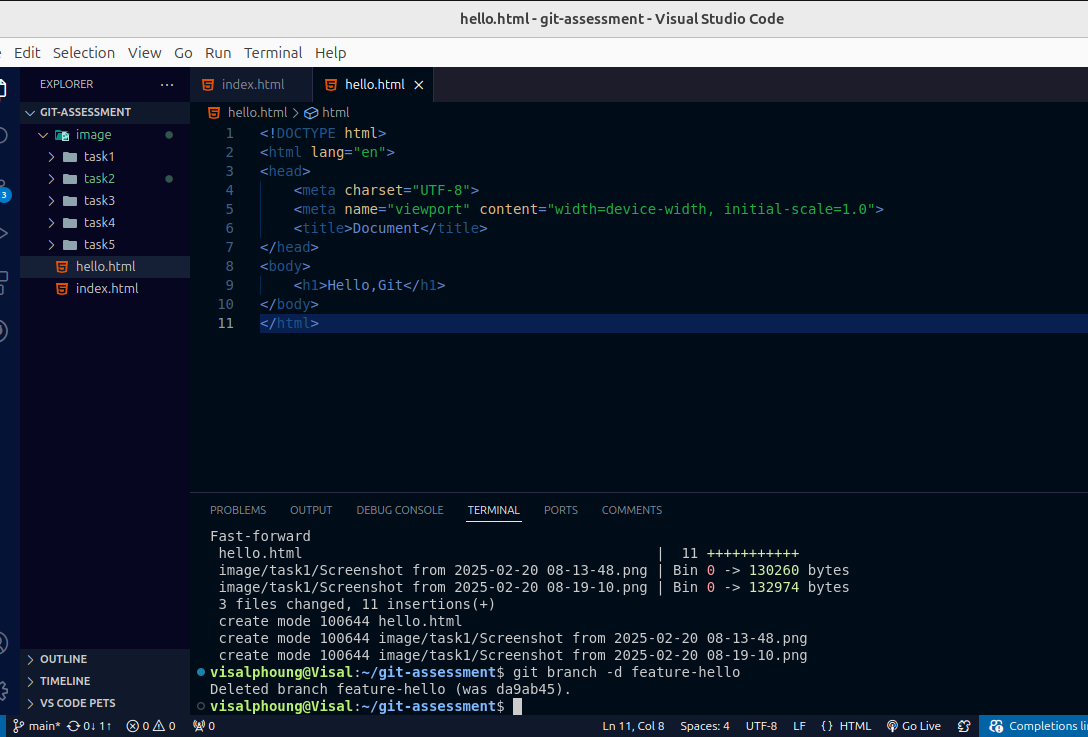 hello.html - git-assessment - Visual Studio Code
Edit Selection View Go Run Terminal Help
EXPLORER ···
GIT-ASSESSMENT
image
task1
task2
task3
task4
task5
hello.html
index.html
3
OUTLINE
TIMELINE
VS CODE PETS
index.html hello.html
hello.html > html
1 <!DOCTYPE html>
2 <html lang="en">
3 <head>
4 <meta charset="UTF-8">
5 <meta name="viewport" content="width=device-width, initial-scale=1.0">
6 <title>Document</title>
7 </head>
8 <body>
9 <h1>Hello,Git</h1>
10 </body>
11 </html>
PROBLEMS OUTPUT DEBUG CONSOLE TERMINAL PORTS COMMENTS
Fast-forward
hello.html | 11 +++++++++++
image/task1/Screenshot from 2025-02-20 08-13-48.png | Bin 0 -> 130260 bytes
image/task1/Screenshot from 2025-02-20 08-19-10.png | Bin 0 -> 132974 bytes
3 files changed, 11 insertions(+)
create mode 100644 hello.html
create mode 100644 image/task1/Screenshot from 2025-02-20 08-13-48.png
create mode 100644 image/task1/Screenshot from 2025-02-20 08-19-10.png
visalphoung@Visal:~/git-assessment$ git branch -d feature-hello
Deleted branch feature-hello (was da9ab45).
visalphoung@Visal:~/git-assessment$
main* 0↓ 1↑ 0 0 0 Ln 11, Col 8 Spaces: 4 UTF-8 LF {} HTML Go Live Completions